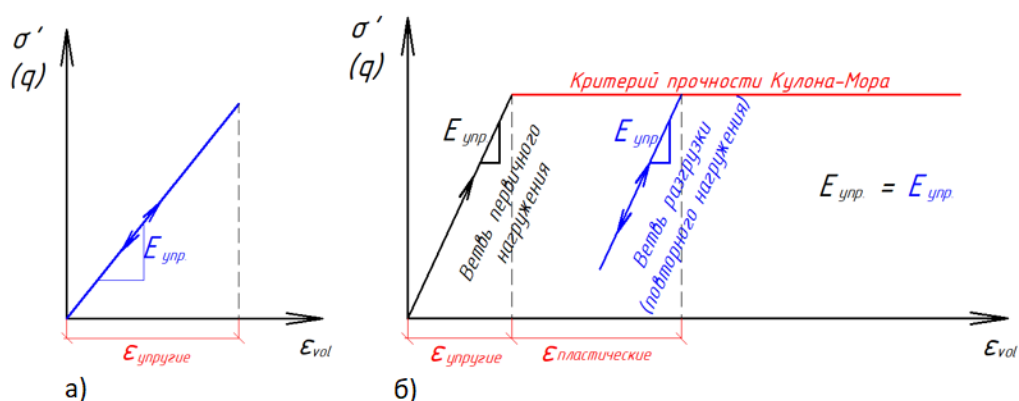 σ'
(q)
E упр.
ε упругие
ε vol
а)
σ'
(q)
Критерий прочности Кулона-Мора
E упр.
Ветвь первичного
нагружения
E упр.
Ветвь разгрузки
(повторного нагружения)
E упр. = E упр.
ε упругие
ε пластические
ε vol
б)